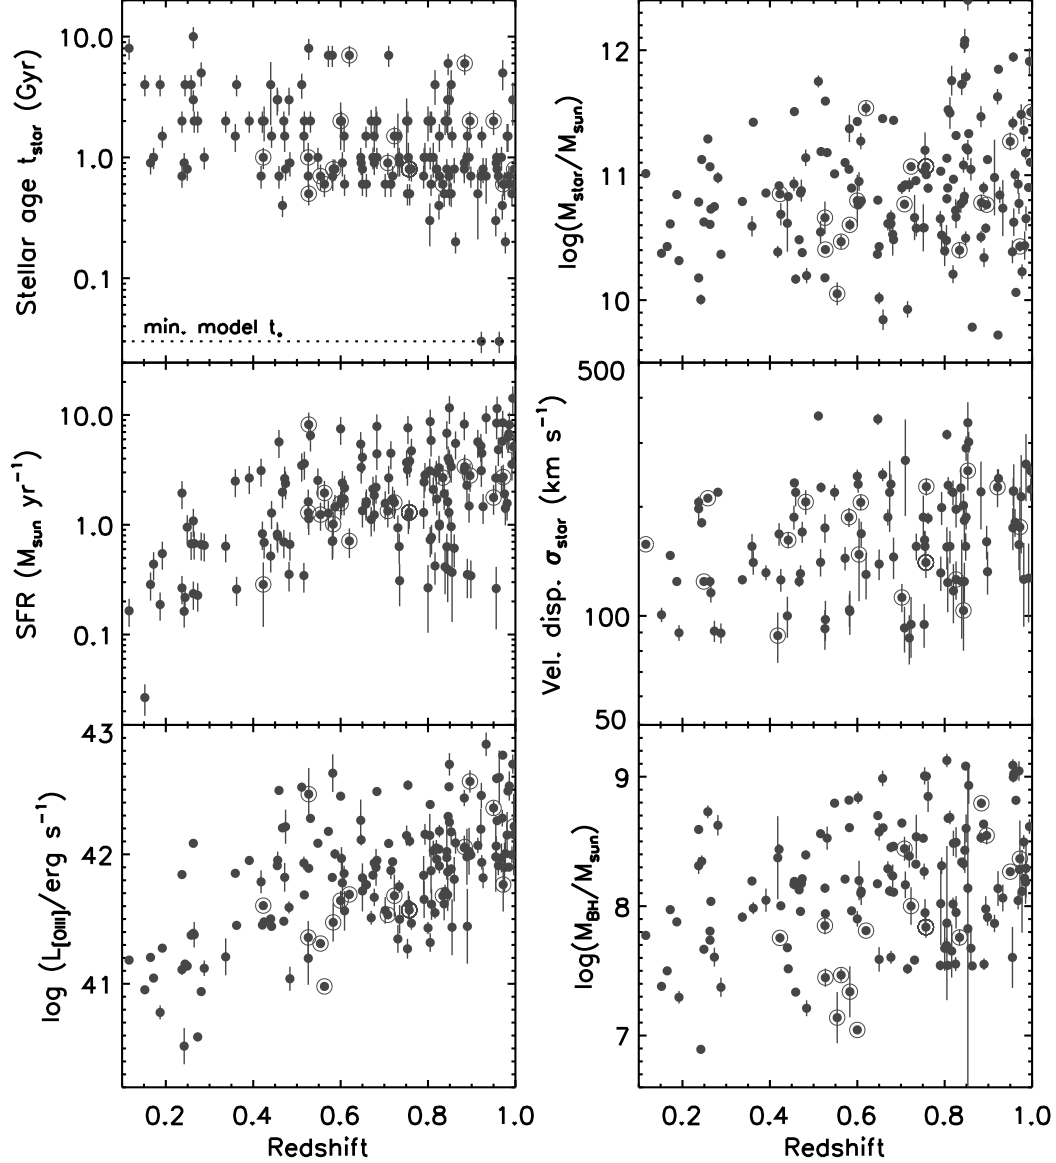 Stellar age t_star (Gyr)
10.0
1.0
0.1
min. model t*
log(M_star/M_sun)
12
11
10
SFR (M_sun yr⁻¹)
10.0
1.0
0.1
Vel. disp. σ_star (km s⁻¹)
500
100
50
log (L_[OIII]/erg s⁻¹)
43
42
41
0.2 0.4 0.6 0.8 1.0
Redshift
log(M_BH/M_sun)
9
8
7
0.2 0.4 0.6 0.8 1.0
Redshift